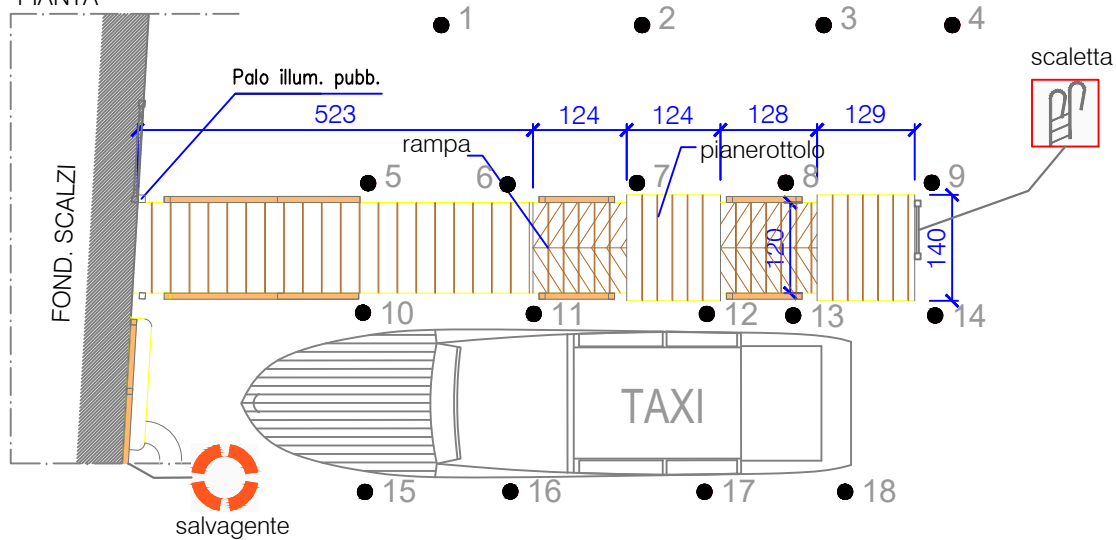 PIANTA
1 2 3 4
scaletta
Palo illum. pubb.
523 124 124 128 129
rampa
pianerottolo
5 6 7 8 9
FOND. SCALZI
120
140
10 11 12 13 14
TAXI
15 16 17 18
salvagente